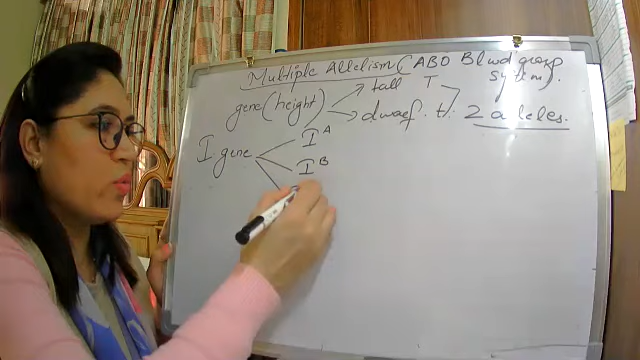 Multiple Allelism (ABO Blood group
system).
gene (height) tall T
dwarf. t. 2 alleles.
I gene I^A
I^B